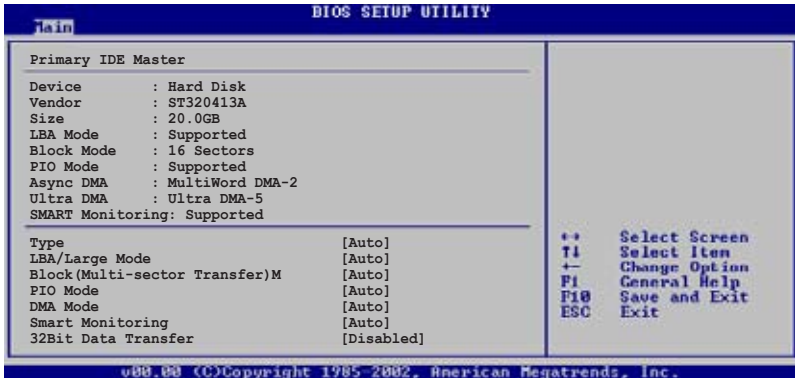 BIOS SETUP UTILITY
Main
Primary IDE Master
Device : Hard Disk
Vendor : ST320413A
Size : 20.0GB
LBA Mode : Supported
Block Mode : 16 Sectors
PIO Mode : Supported
Async DMA : MultiWord DMA-2
Ultra DMA : Ultra DMA-5
SMART Monitoring: Supported
Type [Auto]
LBA/Large Mode [Auto]
Block(Multi-sector Transfer)M [Auto]
PIO Mode [Auto]
DMA Mode [Auto]
Smart Monitoring [Auto]
32Bit Data Transfer [Disabled]
←→ Select Screen
↑↓ Select Item
+- Change Option
F1 General Help
F10 Save and Exit
ESC Exit
v00.00 (C)Copyright 1985-2002, American Megatrends, Inc.